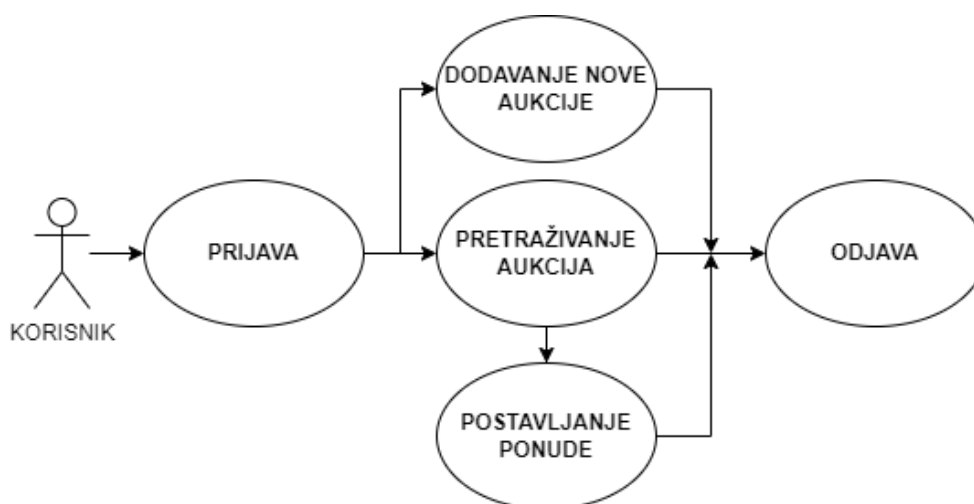 DODAVANJE NOVE
AUKCIJE
KORISNIK
PRIJAVA
PRETRAŽIVANJE
AUKCIJA
ODJAVA
POSTAVLJANJE
PONUDE